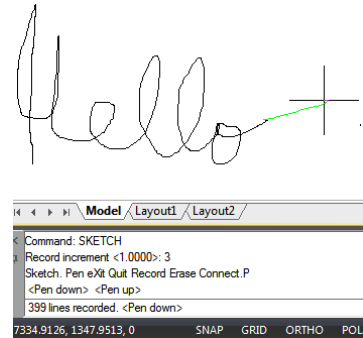 Hello
Model Layout1 Layout2
Command: SKETCH
Record increment <1.0000>: 3
Sketch. Pen eXit Quit Record Erase Connect.P
<Pen down> <Pen up>
399 lines recorded. <Pen down>
7334.9126, 1347.9513, 0 SNAP GRID ORTHO POL